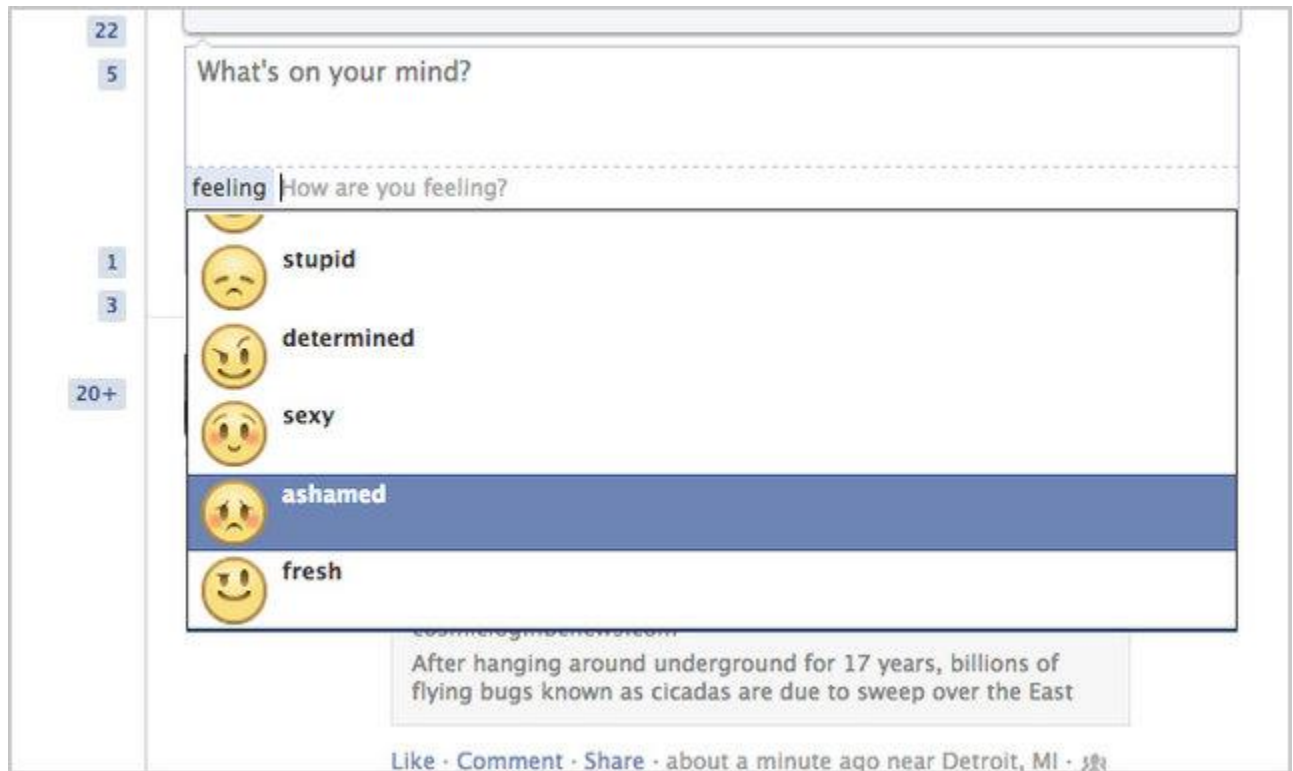 22
5
What's on your mind?
feeling How are you feeling?
stupid
1
3
determined
20+
sexy
ashamed
fresh
After hanging around underground for 17 years, billions of
flying bugs known as cicadas are due to sweep over the East
Like · Comment · Share · about a minute ago near Detroit, MI ·